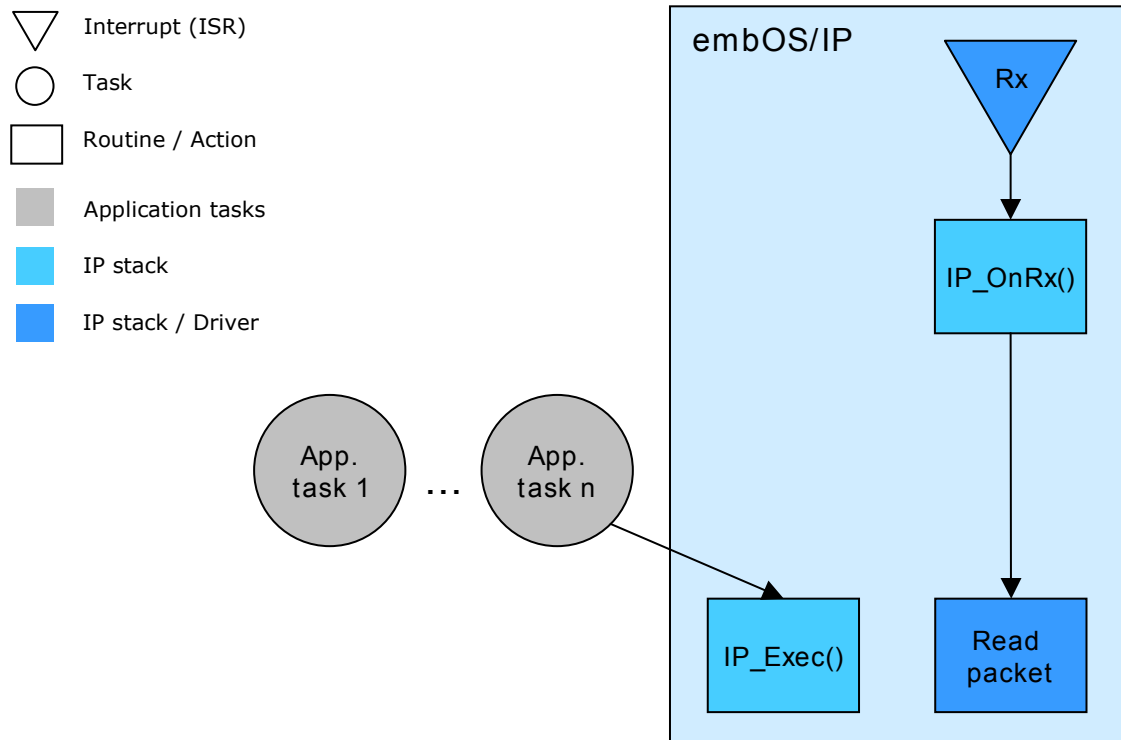 Interrupt (ISR)
Task
Routine / Action
Application tasks
IP stack
IP stack / Driver
embOS/IP
Rx
IP_OnRx()
App.
task 1
...
App.
task n
IP_Exec()
Read
packet